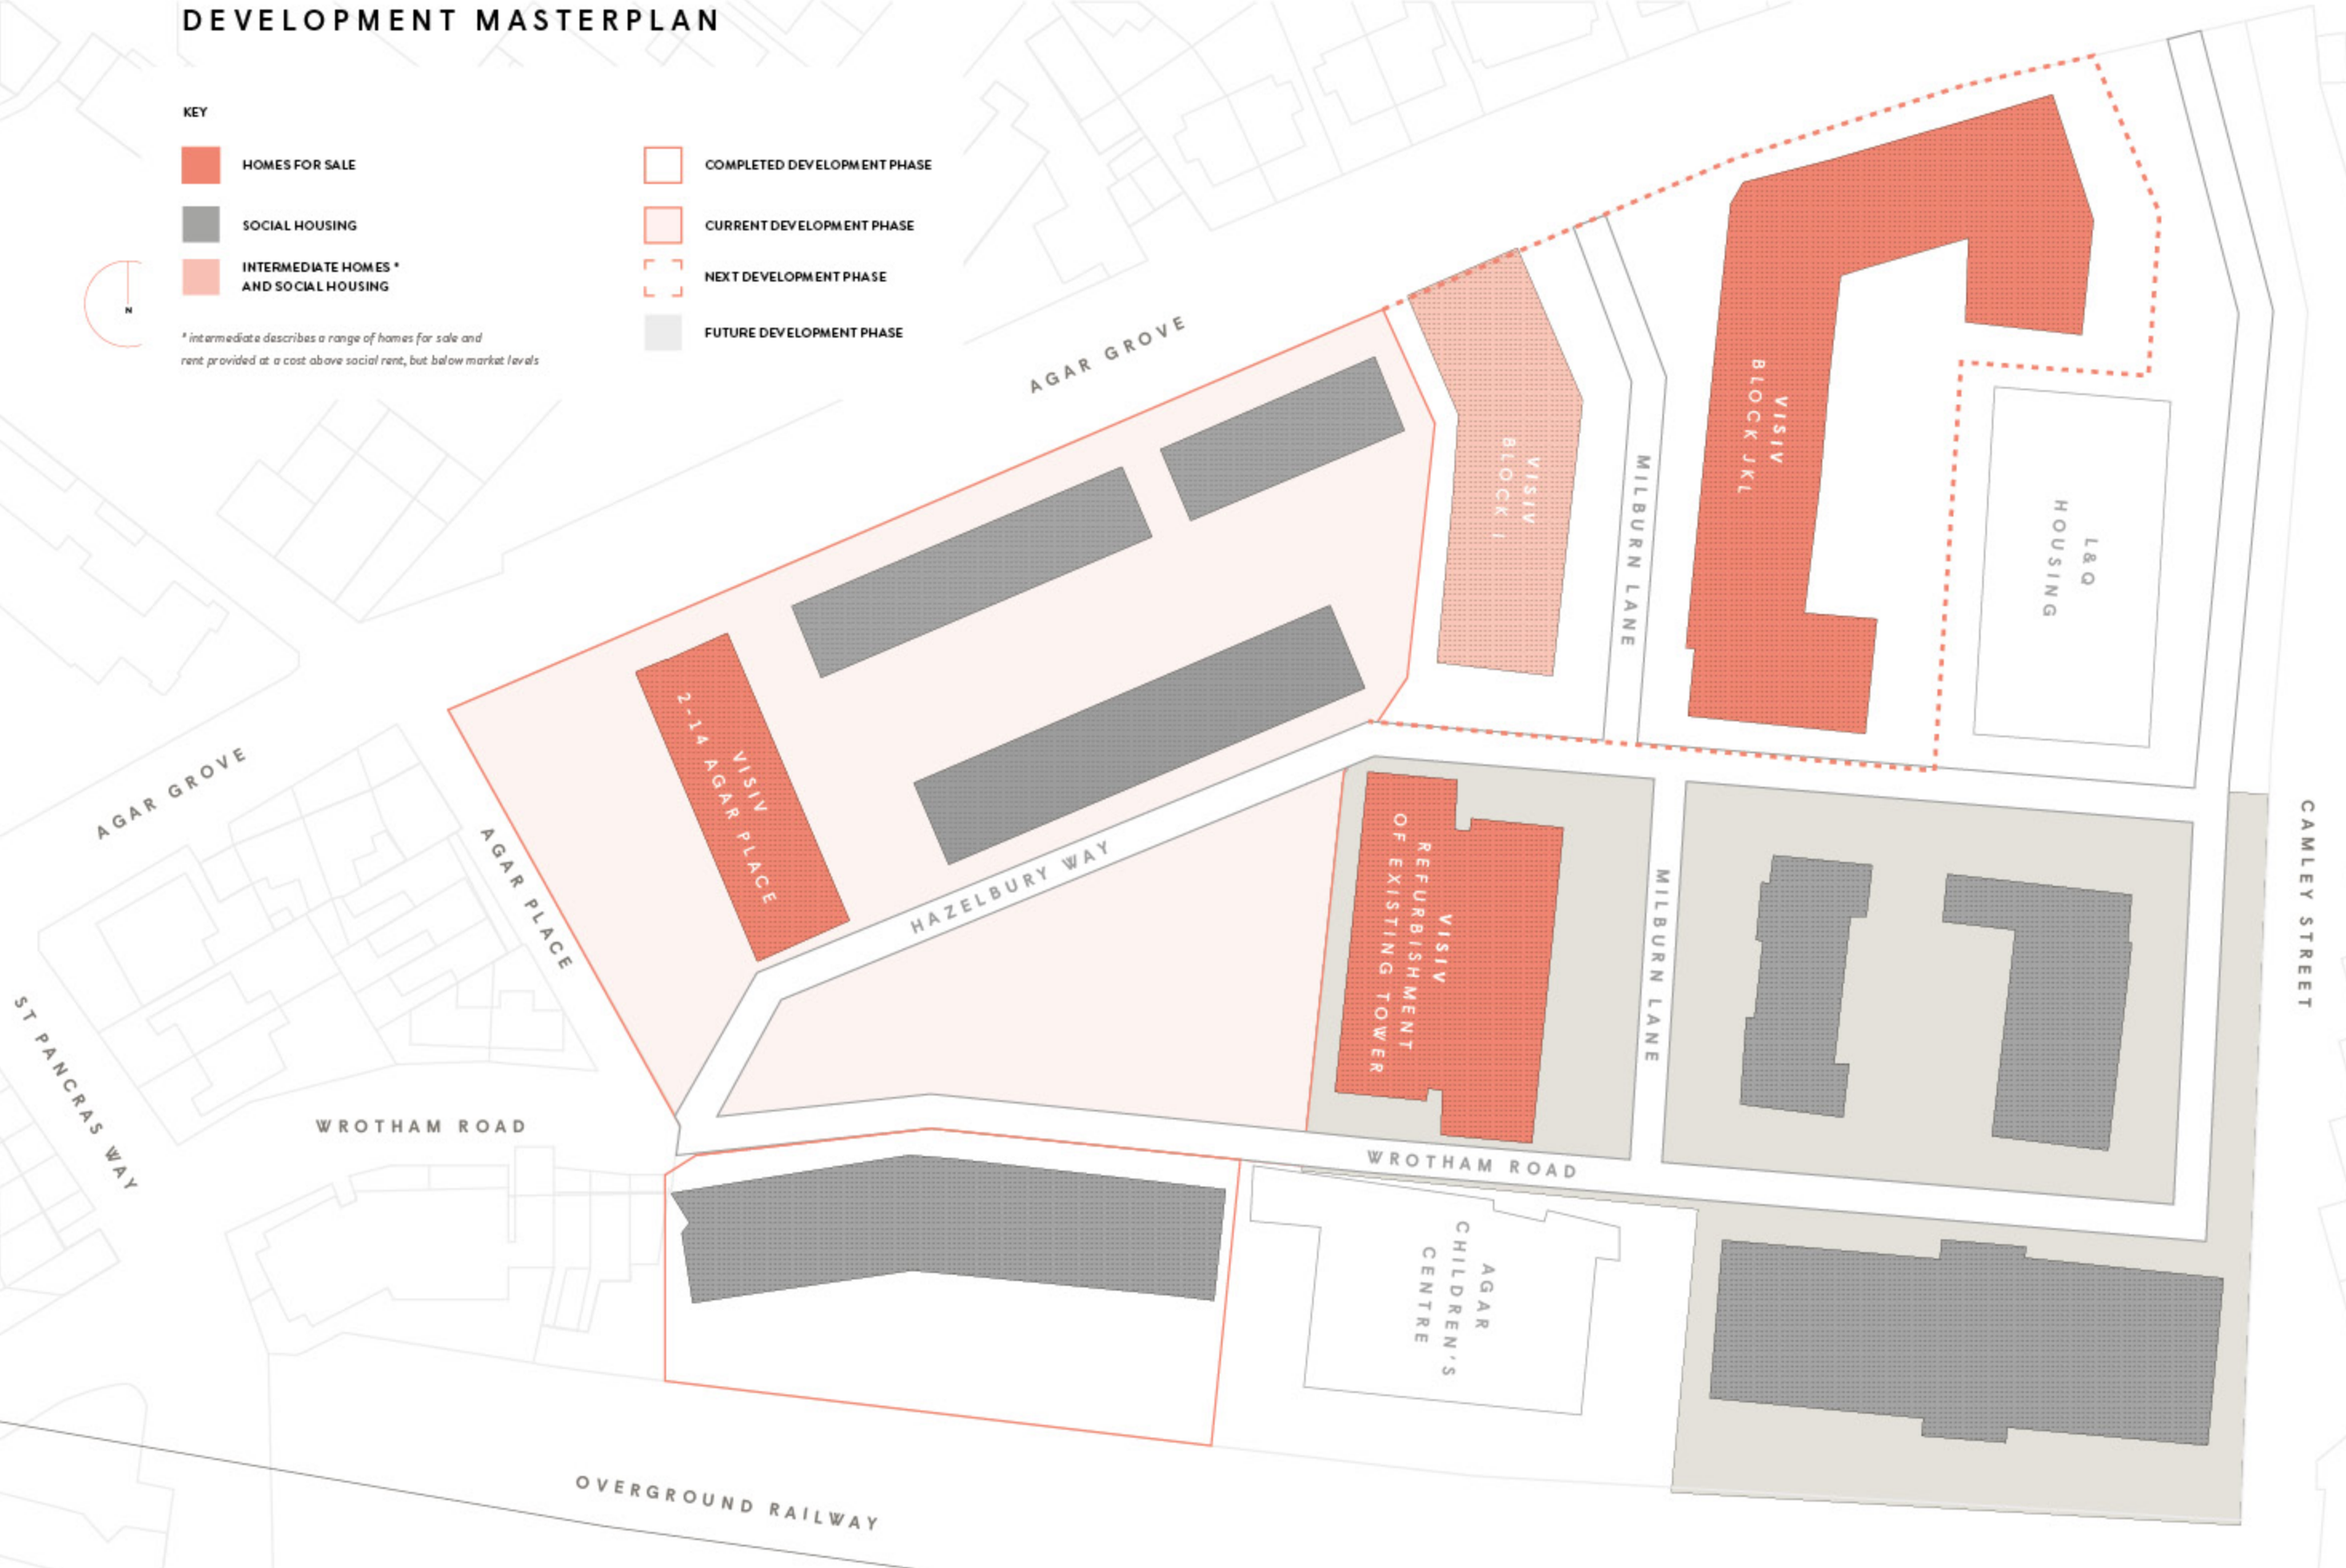 DEVELOPMENT MASTERPLAN
KEY
HOMES FOR SALE
SOCIAL HOUSING
INTERMEDIATE HOMES *
AND SOCIAL HOUSING
* intermediate describes a range of homes for sale and
rent provided at a cost above social rent, but below market levels
COMPLETED DEVELOPMENT PHASE
CURRENT DEVELOPMENT PHASE
NEXT DEVELOPMENT PHASE
FUTURE DEVELOPMENT PHASE
N
AGAR GROVE
VISIV
BLOCK I
MILBURN LANE
VISIV
BLOCK JKL
L&Q
HOUSING
AGAR GROVE
AGAR PLACE
VISIV
2-14 AGAR PLACE
HAZELBURY WAY
VISIV
REFURBISHMENT
OF EXISTING TOWER
MILBURN LANE
CAMLEY STREET
ST PANCRAS WAY
WROTHAM ROAD
WROTHAM ROAD
AGAR
CHILDREN'S
CENTRE
OVERGROUND RAILWAY